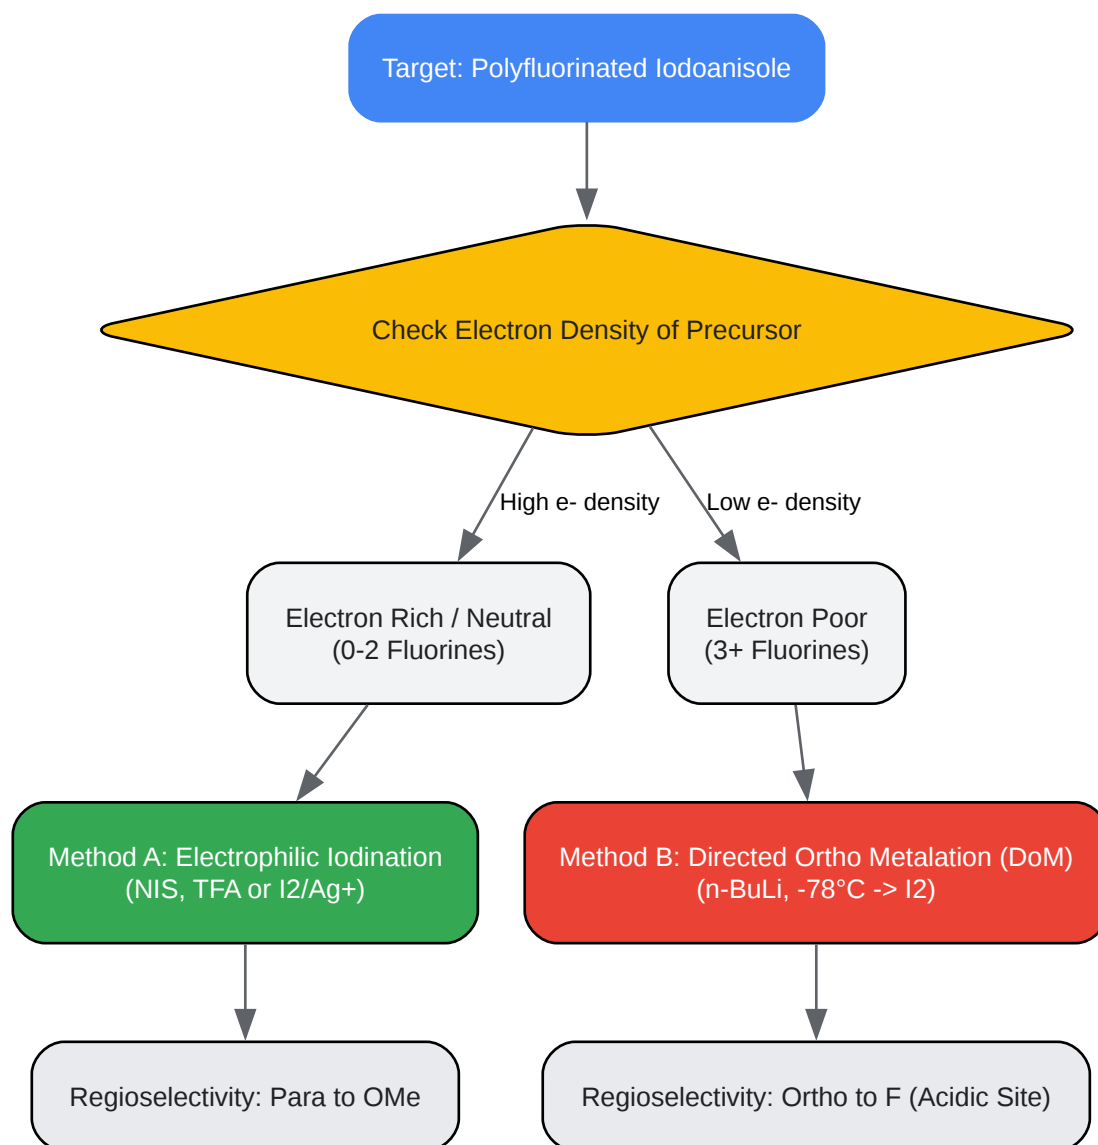 Target: Polyfluorinated Iodoanisole
Check Electron Density of Precursor
High e- density
Low e- density
Electron Rich / Neutral
(0-2 Fluorines)
Electron Poor
(3+ Fluorines)
Method A: Electrophilic Iodination
(NIS, TFA or I2/Ag+)
Method B: Directed Ortho Metalation (DoM)
(n-BuLi, -78°C -> I2)
Regioselectivity: Para to OMe
Regioselectivity: Ortho to F (Acidic Site)